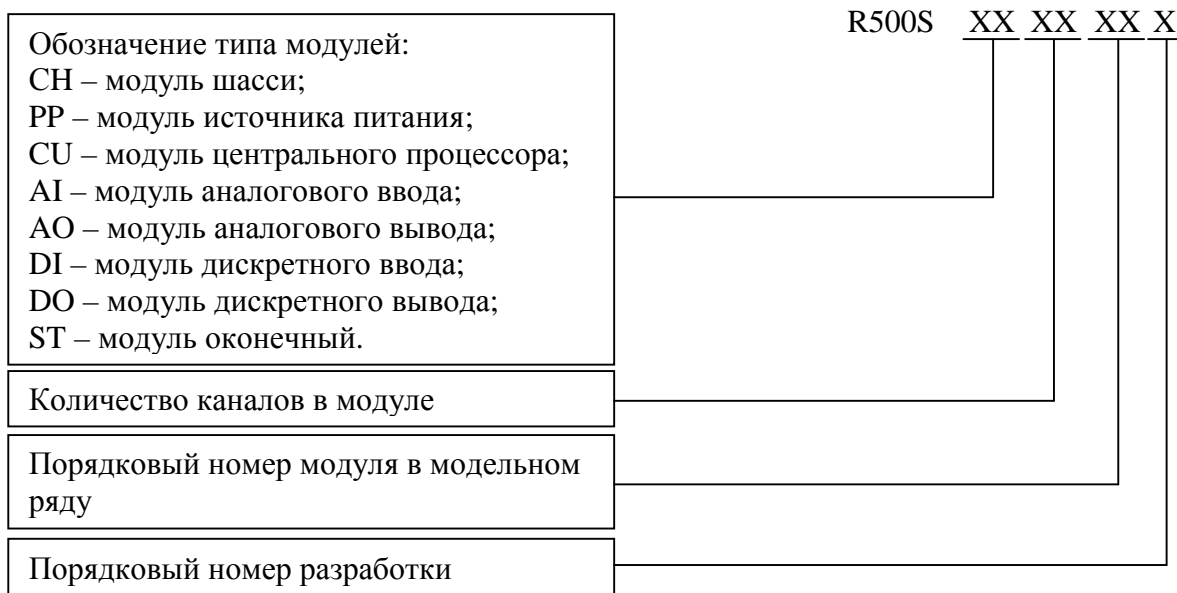 R500S XX XX XX X
Обозначение типа модулей:
CH – модуль шасси;
PP – модуль источника питания;
CU – модуль центрального процессора;
AI – модуль аналогового ввода;
AO – модуль аналогового вывода;
DI – модуль дискретного ввода;
DO – модуль дискретного вывода;
ST – модуль оконечный.
Количество каналов в модуле
Порядковый номер модуля в модельном
ряду
Порядковый номер разработки